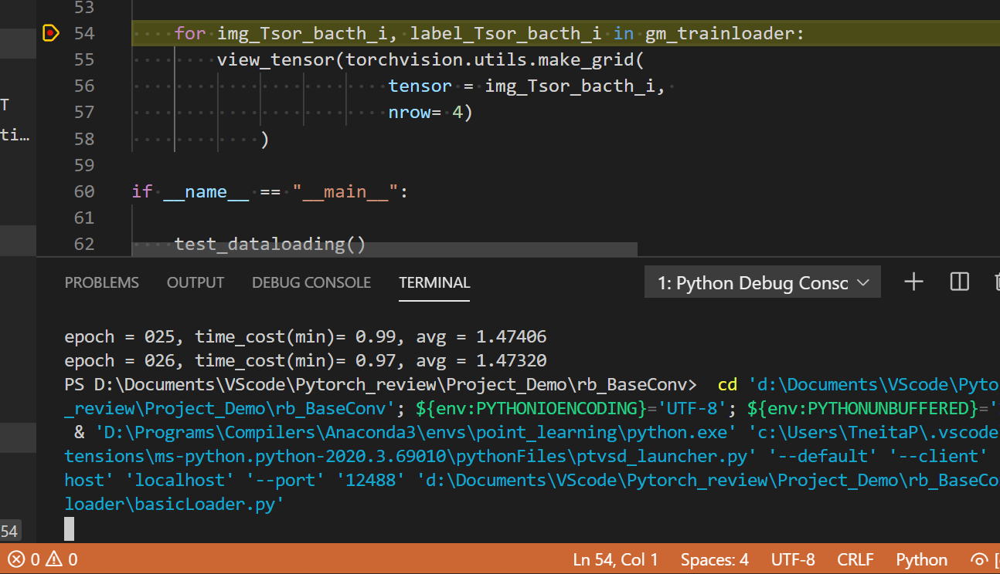 53
54 for img_Tsor_bacth_i, label_Tsor_bacth_i in gm_trainloader:
55 view_tensor(torchvision.utils.make_grid(
56 tensor = img_Tsor_bacth_i,
T
57 nrow= 4)
ti…
58 )
59
60 if __name__ == "__main__":
61
62 test_dataloading()
PROBLEMS OUTPUT DEBUG CONSOLE TERMINAL 1: Python Debug Consc
epoch = 025, time_cost(min)= 0.99, avg = 1.47406
epoch = 026, time_cost(min)= 0.97, avg = 1.47320
PS D:\Documents\VScode\Pytorch_review\Project_Demo\rb_BaseConv> cd 'd:\Documents\VScode\Pyto
_review\Project_Demo\rb_BaseConv'; ${env:PYTHONIOENCODING}='UTF-8'; ${env:PYTHONUNBUFFERED}='
& 'D:\Programs\Compilers\Anaconda3\envs\point_learning\python.exe' 'c:\Users\TneitaP\.vscode
tensions\ms-python.python-2020.3.69010\pythonFiles\ptvsd_launcher.py' '--default' '--client'
host' 'localhost' '--port' '12488' 'd:\Documents\VScode\Pytorch_review\Project_Demo\rb_BaseCo
loader\basicLoader.py'
54
0 0 Ln 54, Col 1 Spaces: 4 UTF-8 CRLF Python [